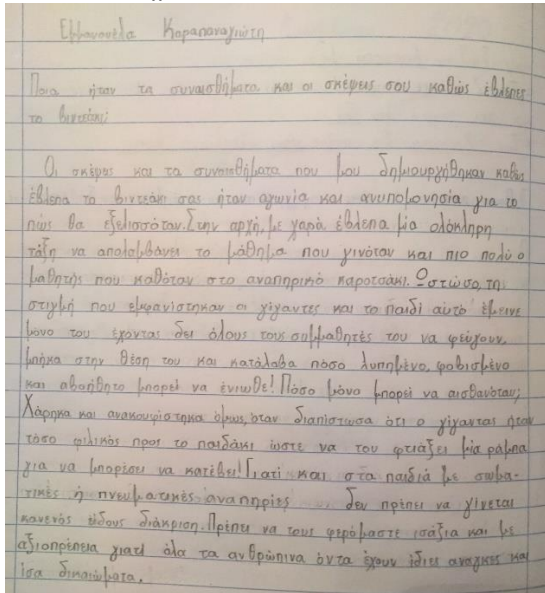 Εμμανουέλα Καραπαναγιώτη
Ποια ήταν τα συναισθήματα και οι σκέψεις σου καθώς έβλεπες
το βιντεάκι;
Οι σκέψεις και τα συναισθήματα που μου δημιουργήθηκαν καθώς
έβλεπα το βιντεάκι σας ήταν αγωνία και ανυπομονησία για το
πώς θα εξελισσόταν. Στην αρχή, με χαρά έβλεπα μία ολόκληρη
τάξη να απολαμβάνει το μάθημα που γινόταν και πιο πολύ ο
μαθητής που καθόταν στο αναπηρικό καροτσάκι. Ωστόσο, τη
στιγμή που εμφανίστηκαν οι γίγαντες και το παιδί αυτό έμεινε
μόνο του έχοντας δει όλους τους συμμαθητές του να φεύγουν,
μπήκα στην θέση του και κατάλαβα πόσο λυπημένο, φοβισμένο
και αβοήθητο μπορεί να ένιωθε! Πόσο μόνο μπορεί να αισθανόταν;
Χάρηκα και ανακουφίστηκα όμως, όταν διαπίστωσα ότι ο γίγαντας ήταν
τόσο φιλικός προς το παιδάκι ώστε να του φτιάξει μία ράμπα
για να μπορέσει να κατέβει! Γιατί και στα παιδιά με σωμα-
τικές ή πνευματικές αναπηρίες δεν πρέπει να γίνεται
κανενός είδους διάκριση. Πρέπει να τους φερόμαστε ισάξια και με
αξιοπρέπεια γιατί όλα τα ανθρώπινα όντα έχουν ίδιες ανάγκες και
ίσα δικαιώματα.